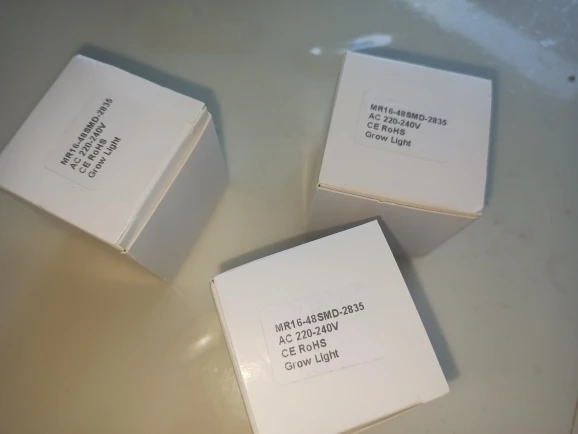 MR16-48SMD-2835
AC 220-240V
CE RoHS
Grow Light
MR16-48SMD-2835
AC 220-240V
CE RoHS
Grow Light
MR16-48SMD-2835
AC 220-240V
CE RoHS
Grow Light